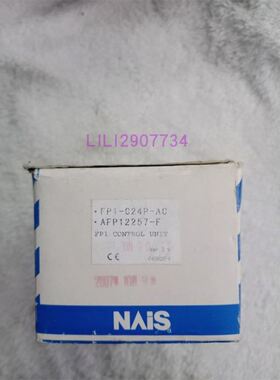 LILI2907734
·FP1-C24P-AC
·AFP12257-F
FP1 CONTROL UNIT
CE
NAiS